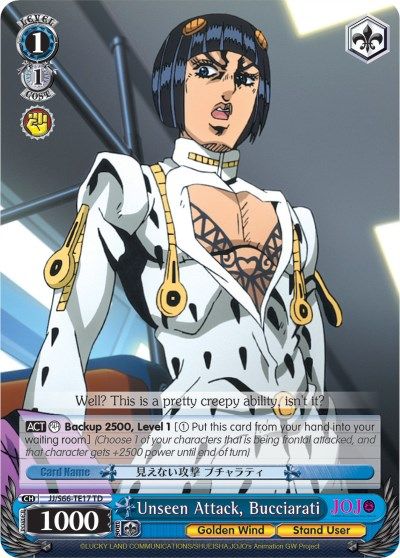 LEVEL
1
1
COST
Well? This is a pretty creepy ability, isn't it?
ACT Backup 2500, Level 1 [① Put this card from your hand into your
waiting room] (Choose 1 of your characters that is being frontal attacked, and
that character gets +2500 power until end of turn)
Card Name 見えない攻撃 ブチャラティ
CH JJ/S66-TE17 TD
POWER 1000 Unseen Attack, Bucciarati JOJO
Golden Wind Stand User
©LUCKY LAND COMMUNICATIONS/SHUEISHA,JOJO's Animation GW Project